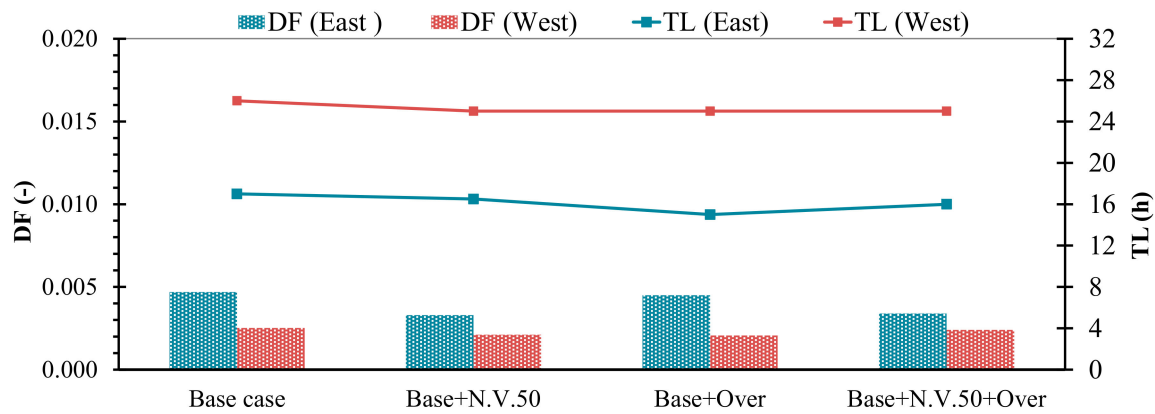 DF (East ) DF (West) TL (East) TL (West)
0.020 32
28
0.015 24
20
0.010 16
12
0.005 8
4
0.000 0
DF (-)
TL (h)
Base case Base+N.V.50 Base+Over Base+N.V.50+Over